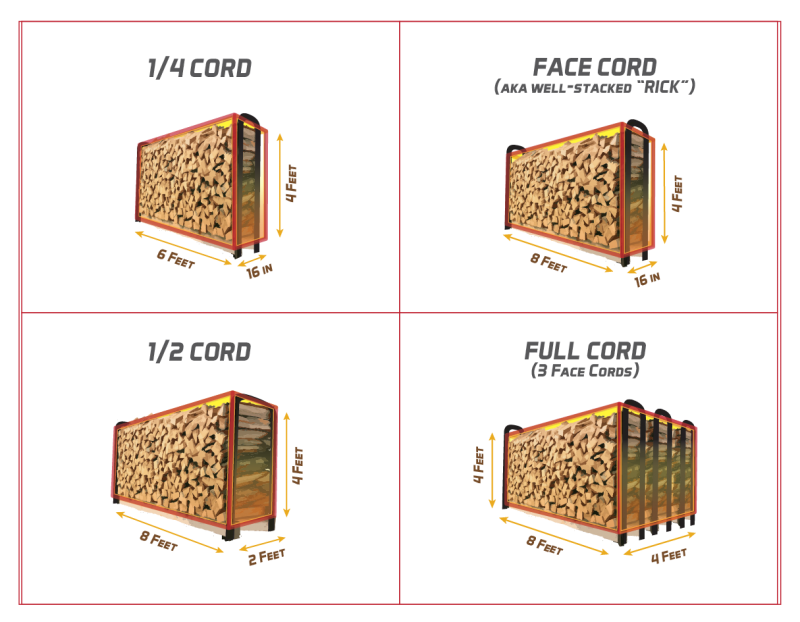 1/4 CORD
4 FEET
6 FEET
16 IN
FACE CORD
(AKA WELL-STACKED "RICK")
4 FEET
8 FEET
16 IN
1/2 CORD
4 FEET
8 FEET
2 FEET
FULL CORD
(3 FACE CORDS)
4 FEET
8 FEET
4 FEET